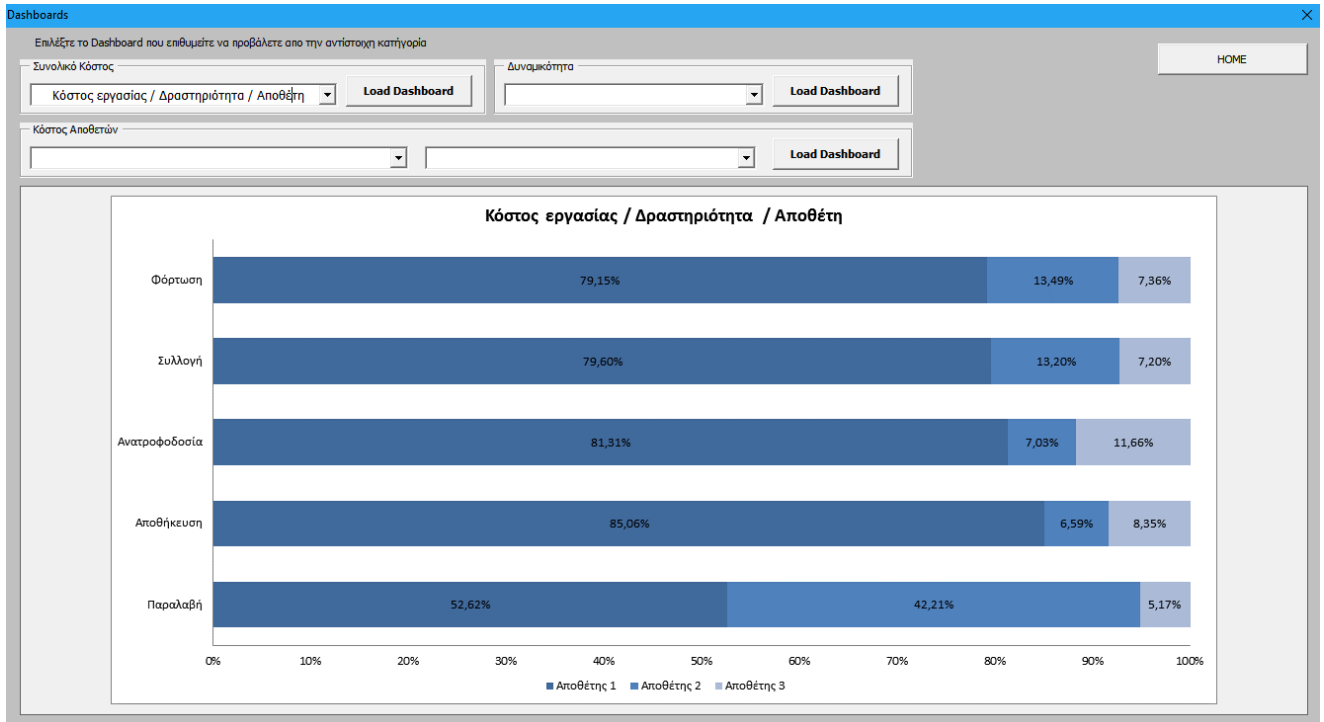 Dashboards
Επιλέξτε το Dashboard που επιθυμείτε να προβάλετε απο την αντίστοιχη κατήγορία
HOME
Συνολικό Κόστος
Δυναμικότητα
Κόστος εργασίας / Δραστηριότητα / Αποθέτη
Load Dashboard
Load Dashboard
Κόστος Αποθετών
Load Dashboard
Κόστος εργασίας / Δραστηριότητα / Αποθέτη
Φόρτωση 79,15% 13,49% 7,36%
Συλλογή 79,60% 13,20% 7,20%
Ανατροφοδοσία 81,31% 7,03% 11,66%
Αποθήκευση 85,06% 6,59% 8,35%
Παραλαβή 52,62% 42,21% 5,17%
0% 10% 20% 30% 40% 50% 60% 70% 80% 90% 100%
Αποθέτης 1 Αποθέτης 2 Αποθέτης 3